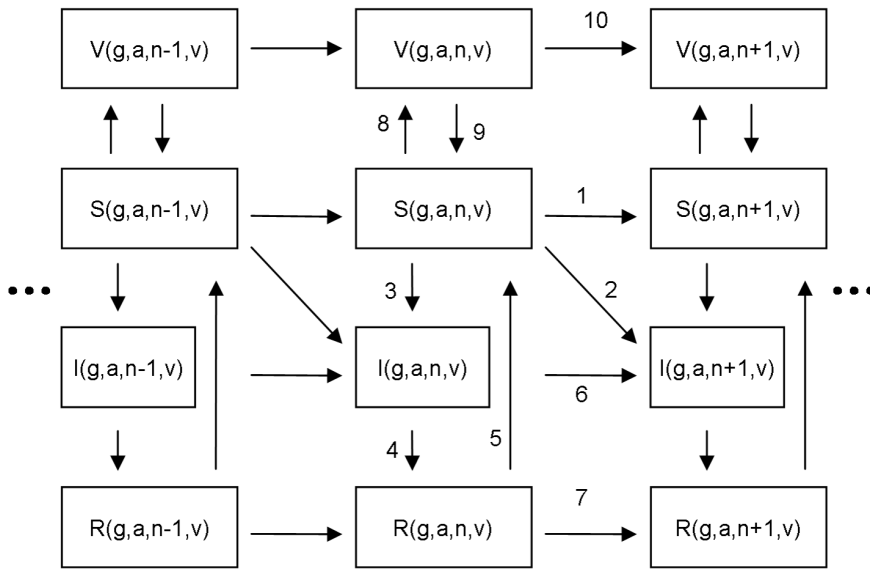 10
V(g,a,n-1,v) V(g,a,n,v) V(g,a,n+1,v)
8 9
S(g,a,n-1,v) S(g,a,n,v) 1 S(g,a,n+1,v)
3 2
I(g,a,n-1,v) I(g,a,n,v) I(g,a,n+1,v)
6
4 5
7
R(g,a,n-1,v) R(g,a,n,v) R(g,a,n+1,v)